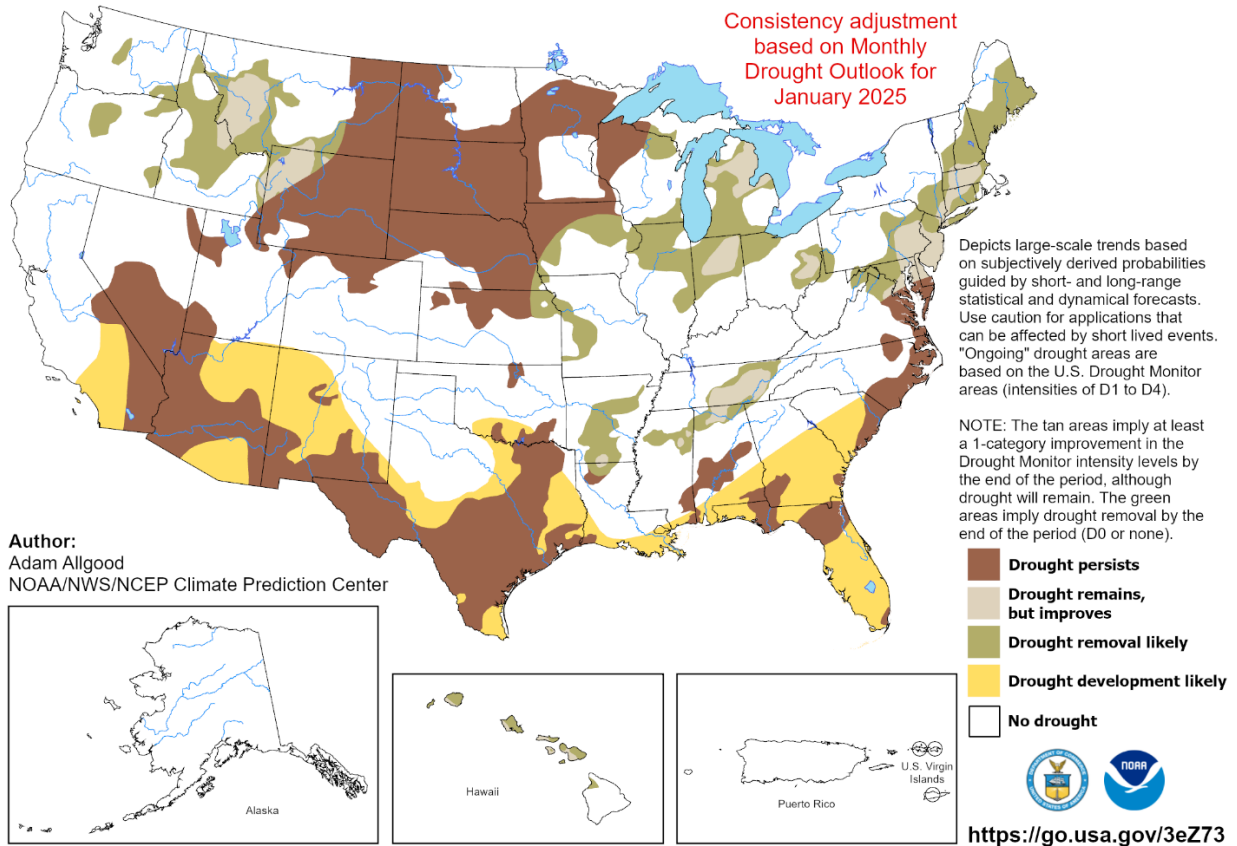 Consistency adjustment
based on Monthly
Drought Outlook for
January 2025
Depicts large-scale trends based
on subjectively derived probabilities
guided by short- and long-range
statistical and dynamical forecasts.
Use caution for applications that
can be affected by short lived events.
"Ongoing" drought areas are
based on the U.S. Drought Monitor
areas (intensities of D1 to D4).
NOTE: The tan areas imply at least
a 1-category improvement in the
Drought Monitor intensity levels by
the end of the period, although
drought will remain. The green
areas imply drought removal by the
end of the period (D0 or none).
Author:
Adam Allgood
NOAA/NWS/NCEP Climate Prediction Center
Drought persists
Drought remains,
but improves
Drought removal likely
Drought development likely
No drought
Alaska
Hawaii
Puerto Rico
U.S. Virgin
Islands
NOAA
https://go.usa.gov/3eZ73